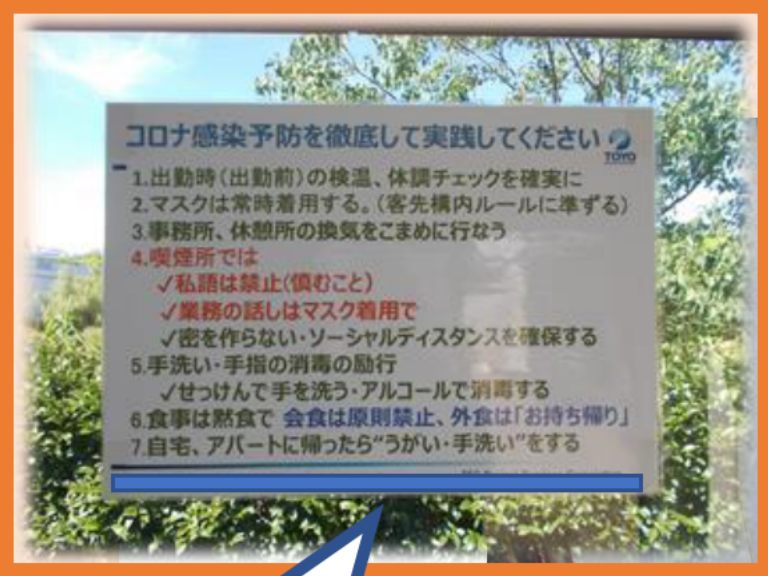 コロナ感染予防を徹底して実践してください
TOYO
1.出勤時(出勤前)の検温、体調チェックを確実に
2.マスクは常時着用する。(客先構内ルールに準ずる)
3.事務所、休憩所の換気をこまめに行なう
4.喫煙所では
✓私語は禁止(慎むこと)
✓業務の話しはマスク着用で
✓密を作らない・ソーシャルディスタンスを確保する
5.手洗い・手指の消毒の励行
✓せっけんで手を洗う・アルコールで消毒する
6.食事は黙食で 会食は原則禁止、外食は「お持ち帰り」
7.自宅、アパートに帰ったら“うがい・手洗い”をする